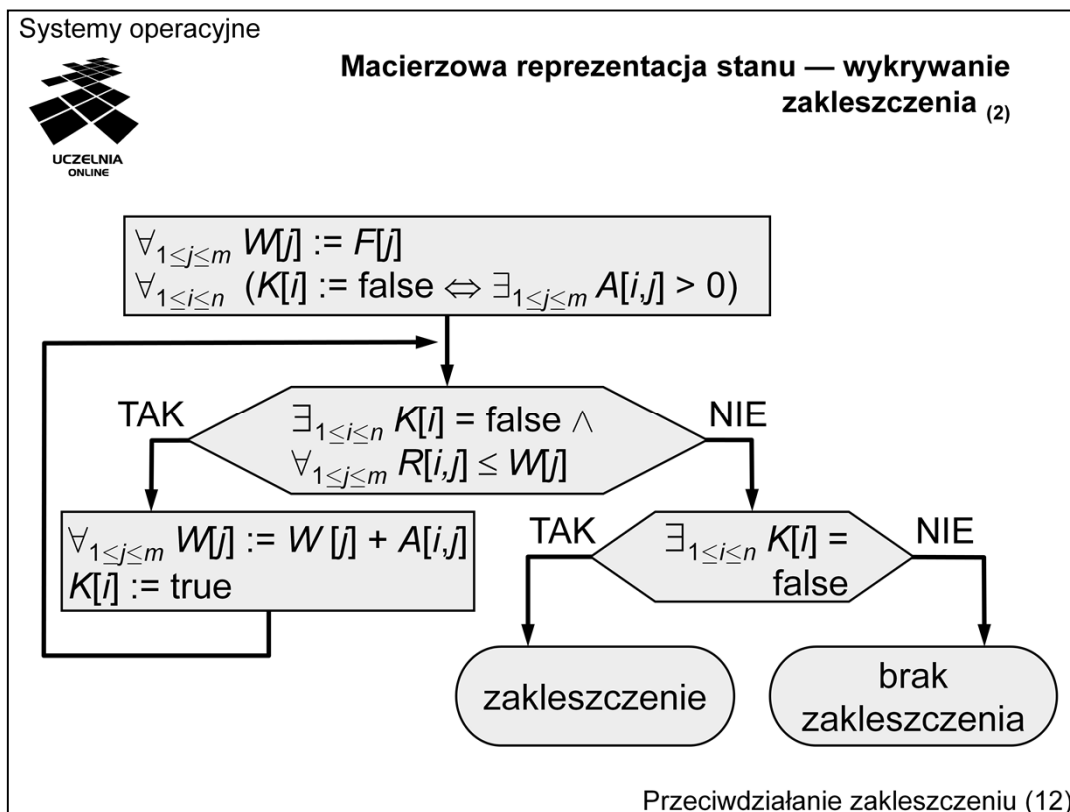 Systemy operacyjne
UCZELNIA
ONLINE
Macierzowa reprezentacja stanu — wykrywanie
zakleszczenia (2)
∀1≤j≤m W[j] := F[j]
∀1≤i≤n (K[i] := false ⇔ ∃1≤j≤m A[i,j] > 0)
TAK
∃1≤i≤n K[i] = false ∧
∀1≤j≤m R[i,j] ≤ W[j]
NIE
∀1≤j≤m W[j] := W [j] + A[i,j]
K[i] := true
TAK
∃1≤i≤n K[i] =
false
NIE
zakleszczenie
brak
zakleszczenia
Przeciwdziałanie zakleszczeniu (12)